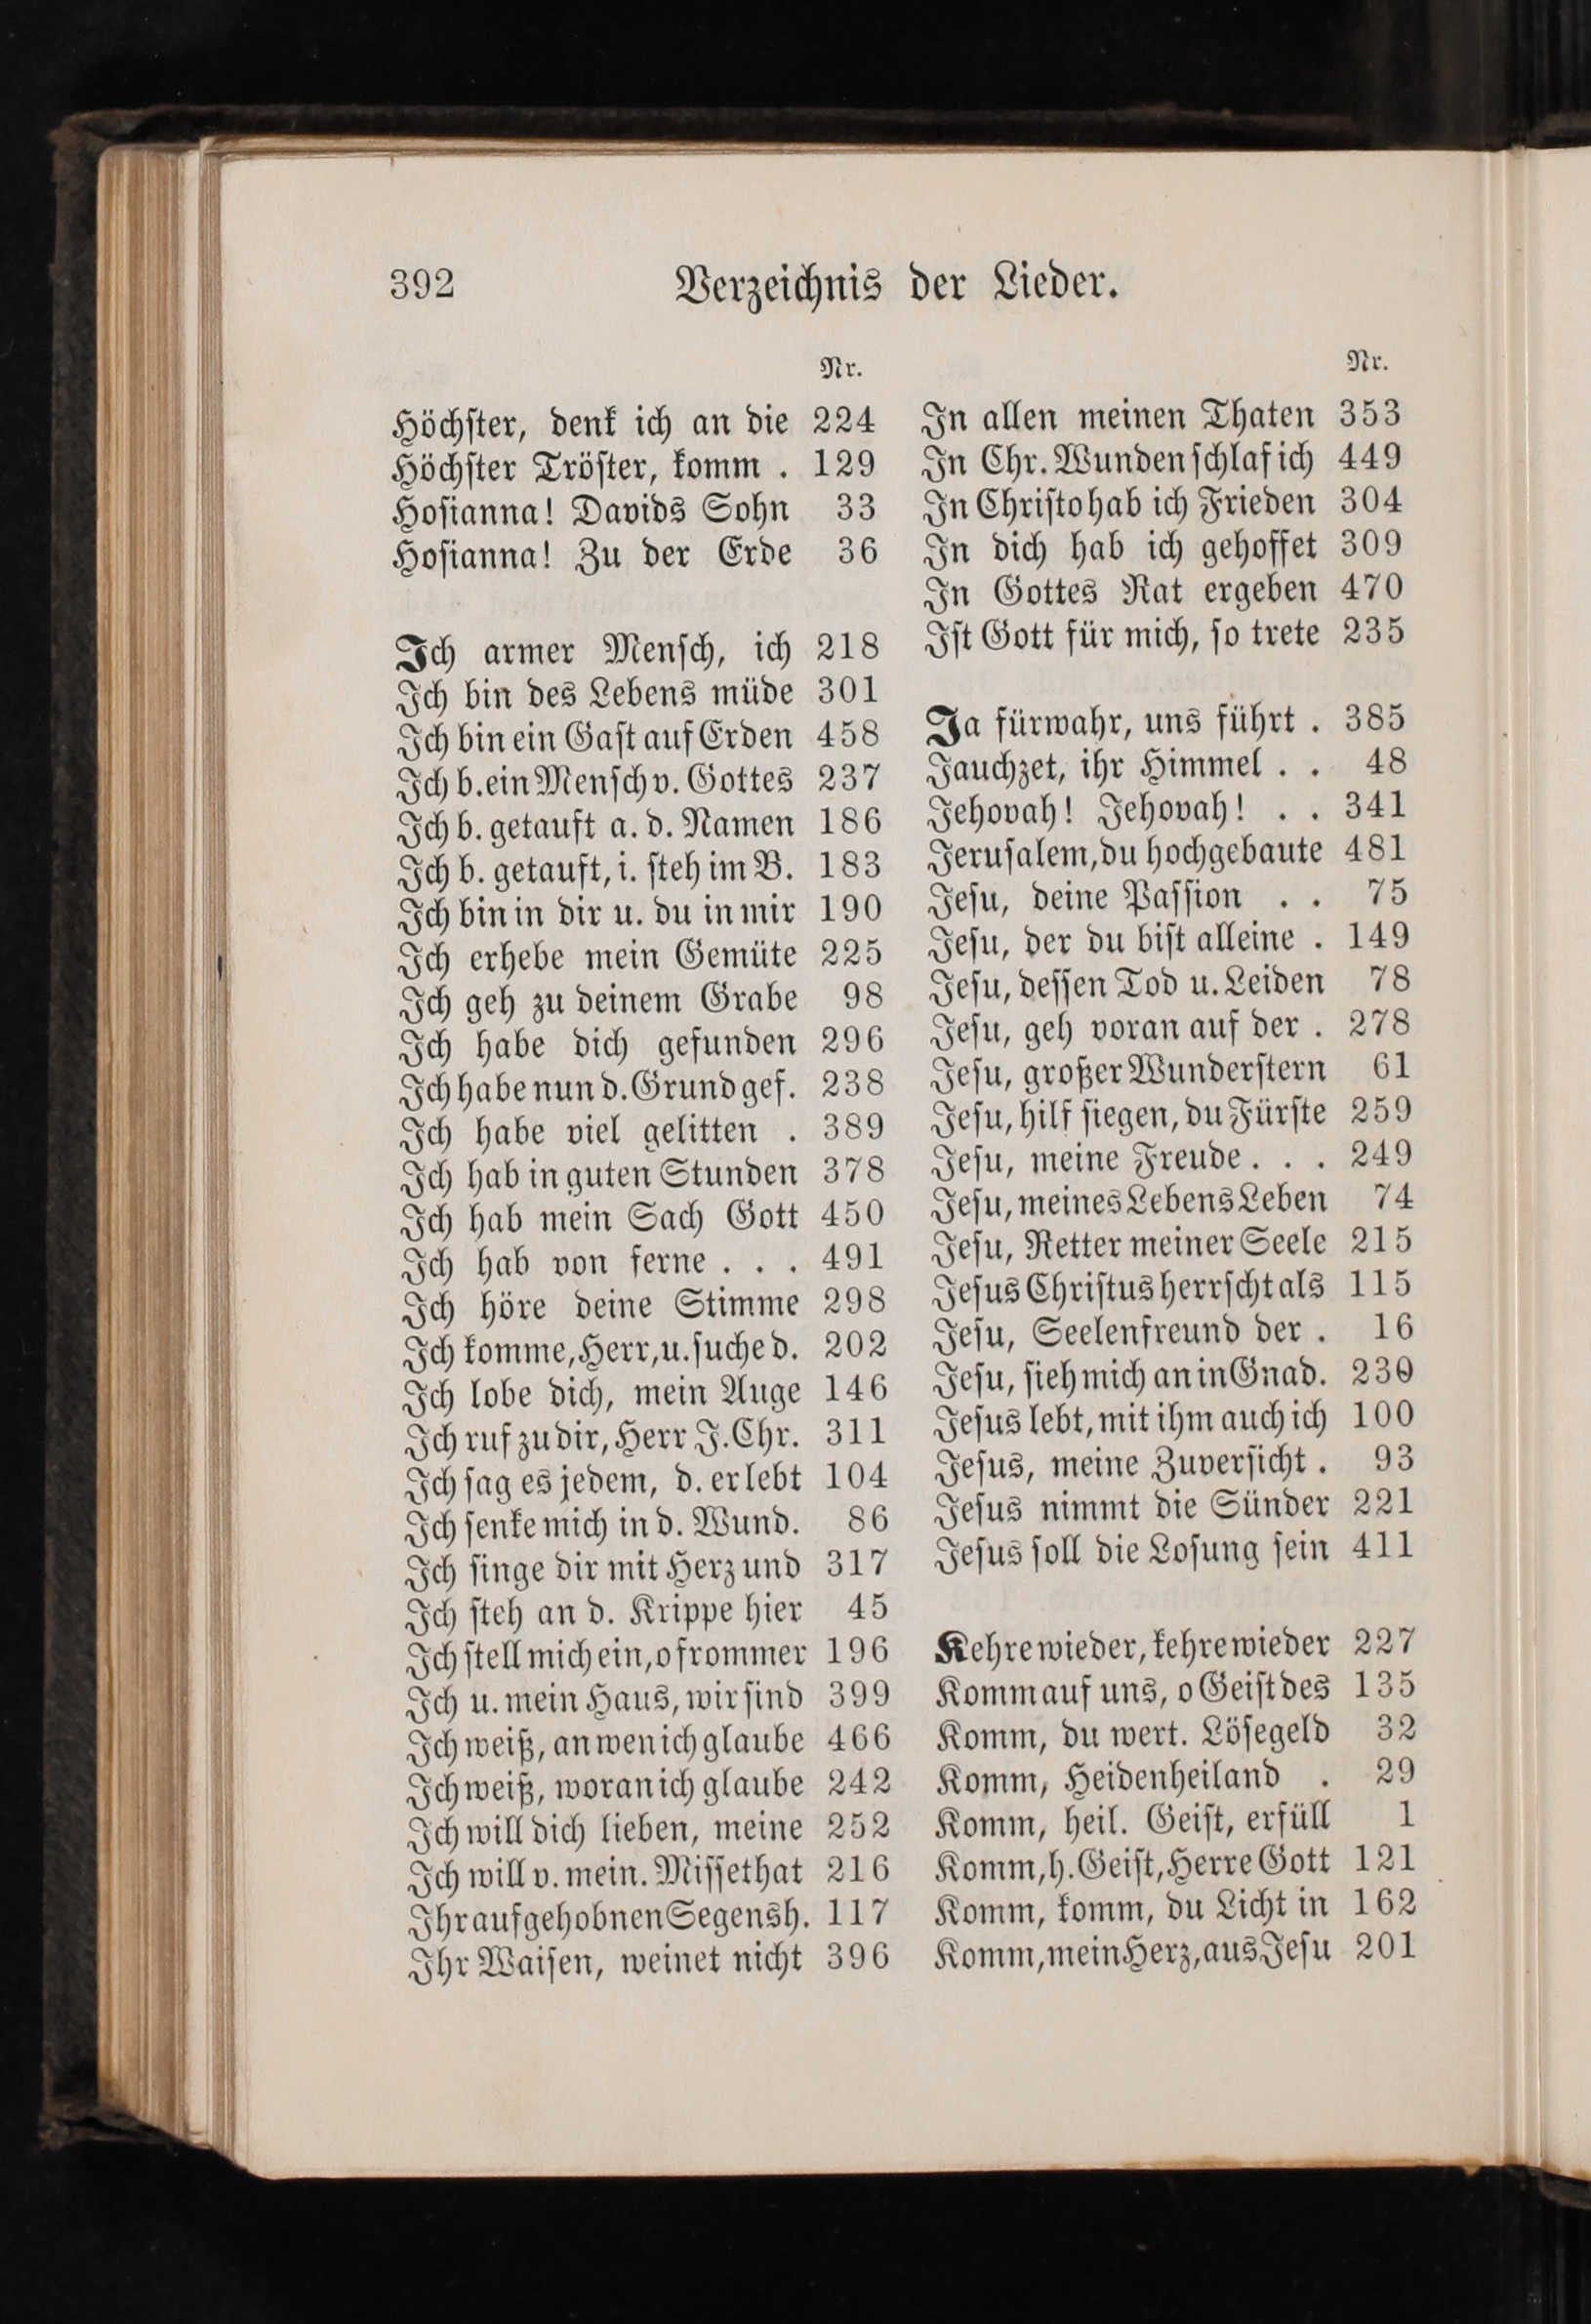 392 Verzeichnis der Lieder.
Nr.
Höchster, denk ich an die 224
Höchster Tröster, komm . 129
Hosianna! Davids Sohn 33
Hosianna! Zu der Erde 36
Ich armer Mensch, ich 218
Ich bin des Lebens müde 301
Ich bin ein Gast auf Erden 458
Ich b. ein Mensch v. Gottes 237
Ich b. getauft a. d. Namen 186
Ich b. getauft, i. steh im B. 183
Ich bin in dir u. du in mir 190
Ich erhebe mein Gemüte 225
Ich geh zu deinem Grabe 98
Ich habe dich gefunden 296
Ich habe nun d. Grund gef. 238
Ich habe viel gelitten . 389
Ich hab in guten Stunden 378
Ich hab mein Sach Gott 450
Ich hab von ferne . . . 491
Ich höre deine Stimme 298
Ich komme, Herr, u. suche d. 202
Ich lobe dich, mein Auge 146
Ich ruf zu dir, Herr J. Chr. 311
Ich sag es jedem, d. er lebt 104
Ich senke mich in d. Wund. 86
Ich singe dir mit Herz und 317
Ich steh an d. Krippe hier 45
Ich stell mich ein, o frommer 196
Ich u. mein Haus, wir sind 399
Ich weiß, an wen ich glaube 466
Ich weiß, woran ich glaube 242
Ich will dich lieben, meine 252
Ich will v. mein. Missethat 216
Ihr aufgehobnen Segensh. 117
Ihr Waisen, weinet nicht 396
Nr.
In allen meinen Thaten 353
In Chr. Wunden schlaf ich 449
In Christo hab ich Frieden 304
In dich hab ich gehoffet 309
In Gottes Rat ergeben 470
Ist Gott für mich, so trete 235
Ja fürwahr, uns führt . 385
Jauchzet, ihr Himmel . . 48
Jehovah! Jehovah! . . 341
Jerusalem, du hochgebaute 481
Jesu, deine Passion . . 75
Jesu, der du bist alleine . 149
Jesu, dessen Tod u. Leiden 78
Jesu, geh voran auf der . 278
Jesu, großer Wunderstern 61
Jesu, hilf siegen, du Fürste 259
Jesu, meine Freude . . . 249
Jesu, meines Lebens Leben 74
Jesu, Retter meiner Seele 215
Jesus Christus herrscht als 115
Jesu, Seelenfreund der . 16
Jesu, sieh mich an in Gnad. 230
Jesus lebt, mit ihm auch ich 100
Jesus, meine Zuversicht . 93
Jesus nimmt die Sünder 221
Jesus soll die Losung sein 411
Kehre wieder, kehre wieder 227
Komm auf uns, o Geist des 135
Komm, du wert. Lösegeld 32
Komm, Heidenheiland . 29
Komm, heil. Geist, erfüll 1
Komm, h. Geist, Herre Gott 121
Komm, komm, du Licht in 162
Komm, mein Herz, aus Jesu 201